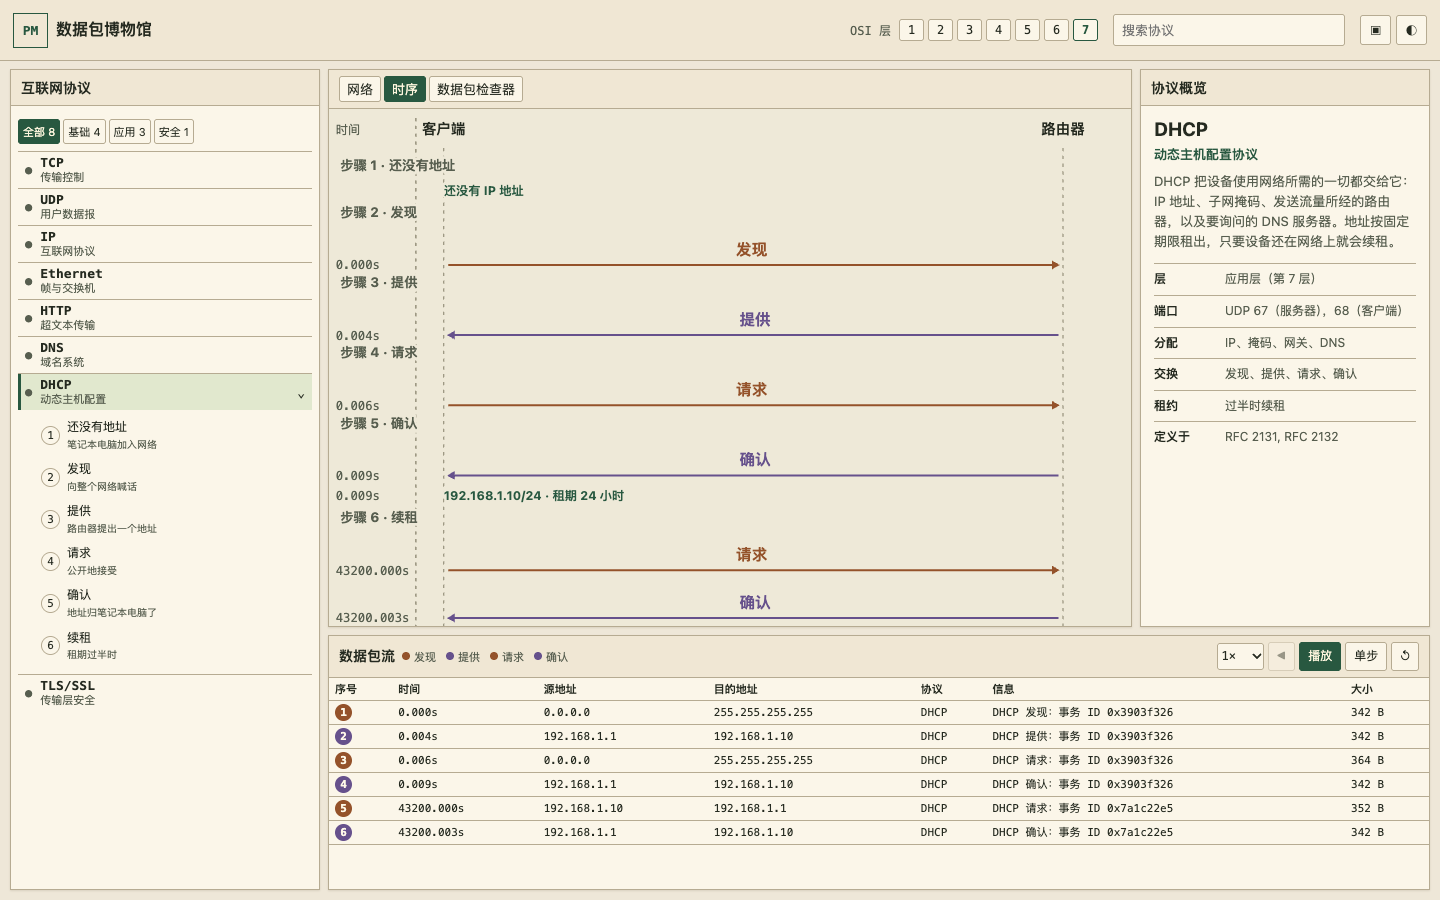 PM 数据包博物馆
OSI 层 1 2 3 4 5 6 7
搜索协议
互联网协议
全部 8 基础 4 应用 3 安全 1
TCP
传输控制
UDP
用户数据报
IP
互联网协议
Ethernet
帧与交换机
HTTP
超文本传输
DNS
域名系统
DHCP
动态主机配置
1 还没有地址
笔记本电脑加入网络
2 发现
向整个网络喊话
3 提供
路由器提出一个地址
4 请求
公开地接受
5 确认
地址归笔记本电脑了
6 续租
租期过半时
TLS/SSL
传输层安全
网络 时序 数据包检查器
时间 客户端 路由器
步骤 1 · 还没有地址
还没有 IP 地址
步骤 2 · 发现
发现
0.000s
步骤 3 · 提供
提供
0.004s
步骤 4 · 请求
请求
0.006s
步骤 5 · 确认
确认
0.009s
0.009s 192.168.1.10/24 · 租期 24 小时
步骤 6 · 续租
请求
43200.000s
确认
43200.003s
协议概览
DHCP
动态主机配置协议
DHCP 把设备使用网络所需的一切都交给它：
IP 地址、子网掩码、发送流量所经的路由
器，以及要询问的 DNS 服务器。地址按固定
期限租出，只要设备还在网络上就会续租。
层 应用层（第 7 层）
端口 UDP 67（服务器），68（客户端）
分配 IP、掩码、网关、DNS
交换 发现、提供、请求、确认
租约 过半时续租
定义于 RFC 2131, RFC 2132
数据包流 发现 提供 请求 确认
1× 播放 单步
序号 时间 源地址 目的地址 协议 信息 大小
1 0.000s 0.0.0.0 255.255.255.255 DHCP DHCP 发现：事务 ID 0x3903f326 342 B
2 0.004s 192.168.1.1 192.168.1.10 DHCP DHCP 提供：事务 ID 0x3903f326 342 B
3 0.006s 0.0.0.0 255.255.255.255 DHCP DHCP 请求：事务 ID 0x3903f326 364 B
4 0.009s 192.168.1.1 192.168.1.10 DHCP DHCP 确认：事务 ID 0x3903f326 342 B
5 43200.000s 192.168.1.10 192.168.1.1 DHCP DHCP 请求：事务 ID 0x7a1c22e5 352 B
6 43200.003s 192.168.1.1 192.168.1.10 DHCP DHCP 确认：事务 ID 0x7a1c22e5 342 B